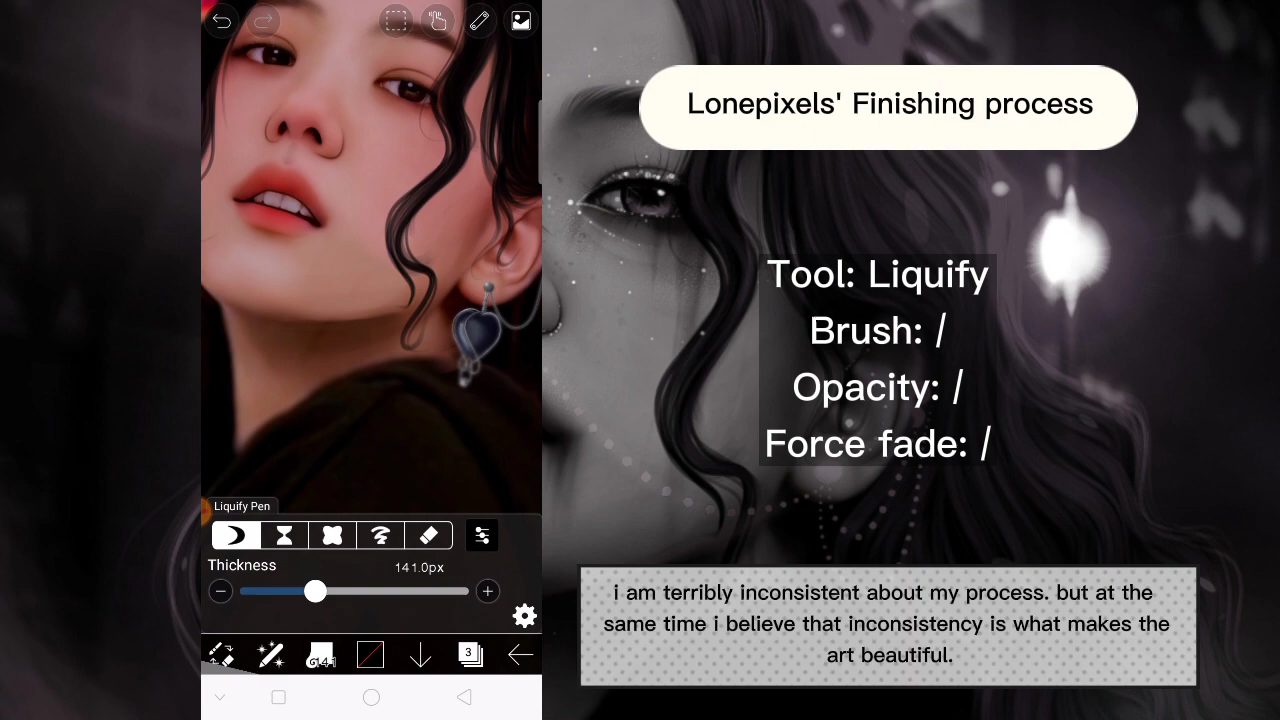 Lonepixels' Finishing process
Tool: Liquify
Brush: /
Opacity: /
Force fade: /
Liquify Pen
Thickness
141.0px
3
i am terribly inconsistent about my process. but at the
same time i believe that inconsistency is what makes the
art beautiful.